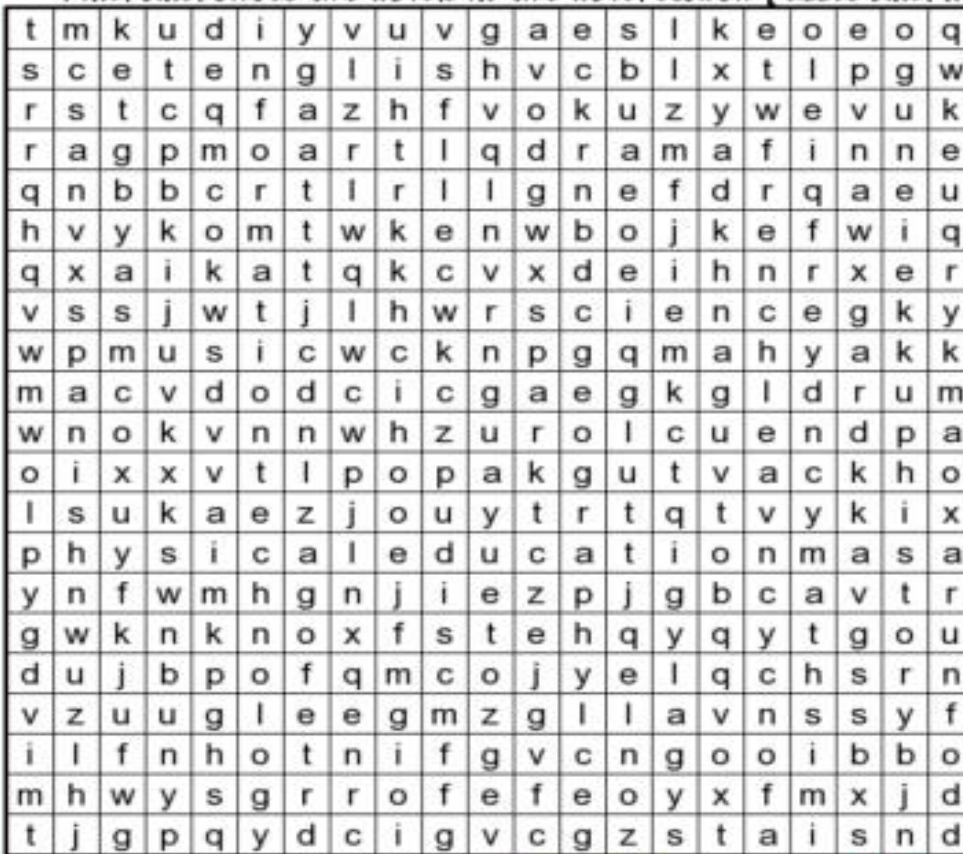 t m k u d i y v u v g a e s l k e o e o q
s c e t e n g l i s h v c b l x t l p g w
r s t c q f a z h f v o k u z y w e v u k
r a g p m o a r t l q d r a m a f i n n e
q n b b c r t l r l l g n e f d r q a e u
h v y k o m t w k e n w b o j k e f w i q
q x a i k a t q k c v x d e i h n r x e r
v s s j w t j l h w r s c i e n c e g k y
w p m u s i c w c k n p g q m a h y a k k
m a c v d o d c i c g a e g k g l d r u m
w n o k v n n w h z u r o l c u e n d p a
o i x x v t l p o p a k g u t v a c k h o
l s u k a e z j o u y t r t q t v y k i x
p h y s i c a l e d u c a t i o n m a s a
y n f w m h g n j i e z p j g b c a v t r
g w k n k n o x f s t e h q y q y t g o u
d u j b p o f q m c o j y e l q c h s r n
v z u u g l e e g m z g l l a v n s s y f
i l f n h o t n i f g v c n g o o i b b o
m h w y s g r r o f e f e o y x f m x j d
t j g p q y d c i g v c g z s t a i s n d